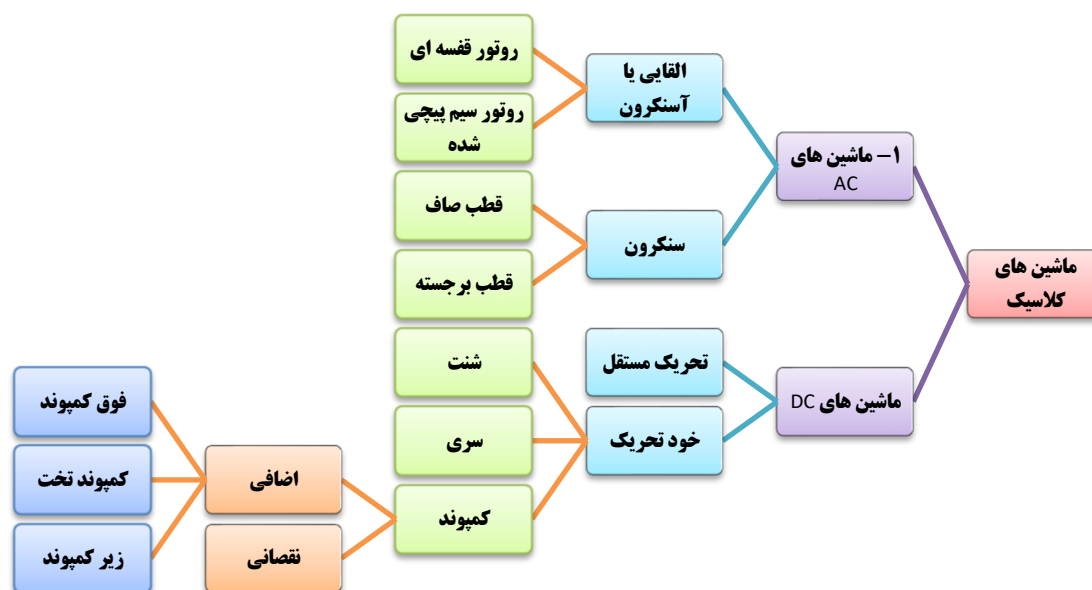 ماشین های
کلاسیک
۱– ماشین های
AC
القایی یا
آسنکرون
روتور قفسه ای
روتور سیم پیچی
شده
سنکرون
قطب صاف
قطب برجسته
ماشین های DC
تحریک مستقل
خود تحریک
شنت
سری
کمپوند
اضافی
فوق کمپوند
کمپوند تخت
زیر کمپوند
نقصانی